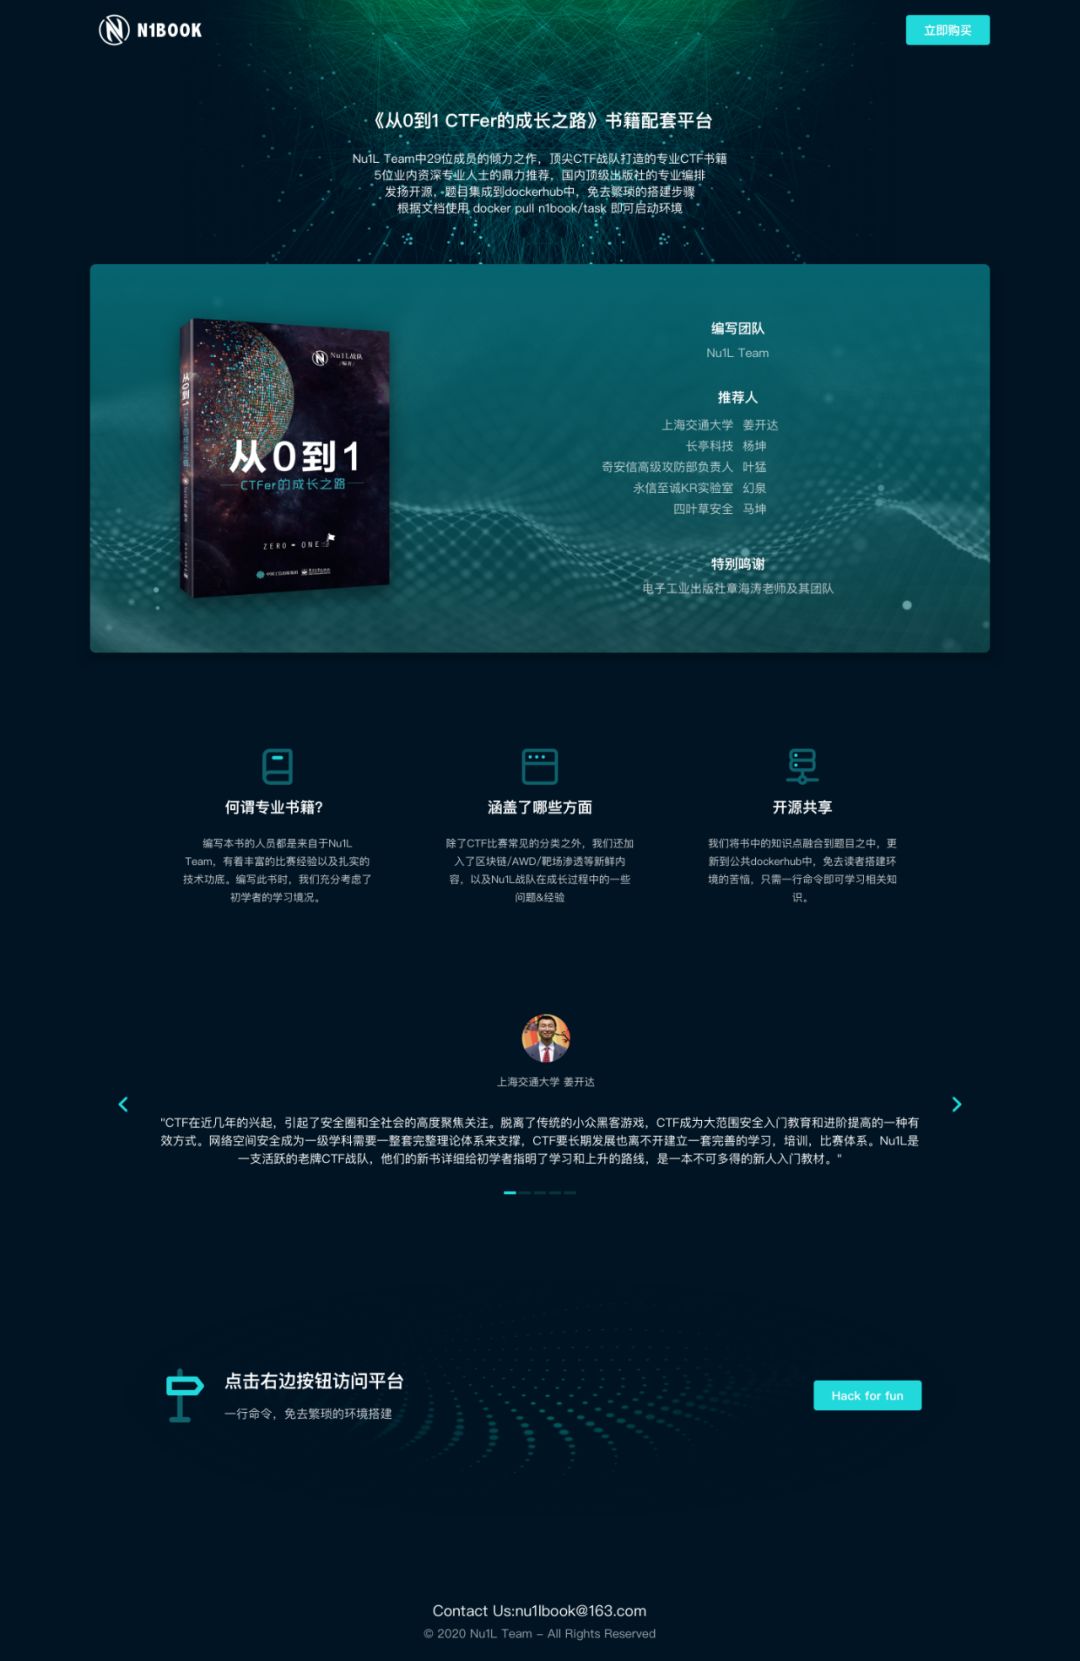 N1BOOK
立即购买
《从0到1 CTFer的成长之路》书籍配套平台
Nu1L Team中29位成员的倾力之作，顶尖CTF战队打造的专业CTF书籍
5位业内资深专业人士的鼎力推荐，国内顶级出版社的专业编排
发扬开源，题目集成到dockerhub中，免去繁琐的搭建步骤
根据文档使用 docker pull n1book/task 即可启动环境
Nu1L战队
从0到1
CTFer的成长之路
ZERO - ONE
从0到1 CTFer的成长之路
编写团队
Nu1L Team
推荐人
上海交通大学 姜开达
长亭科技 杨坤
奇安信高级攻防部负责人 叶猛
永信至诚KR实验室 幻泉
四叶草安全 马坤
特别鸣谢
电子工业出版社章海涛老师及其团队
何谓专业书籍?
编写本书的人员都是来自于Nu1L
Team，有着丰富的比赛经验以及扎实的
技术功底。编写此书时，我们充分考虑了
初学者的学习境况。
涵盖了哪些方面
除了CTF比赛常见的分类之外，我们还加
入了区块链/AWD/靶场渗透等新鲜内
容，以及Nu1L战队在成长过程中的一些
问题&经验
开源共享
我们将书中的知识点融合到题目之中，更
新到公共dockerhub中，免去读者搭建环
境的苦恼，只需一行命令即可学习相关知
识。
上海交通大学 姜开达
"CTF在近几年的兴起，引起了安全圈和全社会的高度聚焦关注。脱离了传统的小众黑客游戏，CTF成为大范围安全入门教育和进阶提高的一种有
效方式。网络空间安全成为一级学科需要一整套完整理论体系来支撑，CTF要长期发展也离不开建立一套完善的学习，培训，比赛体系。Nu1L是
一支活跃的老牌CTF战队，他们的新书详细给初学者指明了学习和上升的路线，是一本不可多得的新人入门教材。"
点击右边按钮访问平台
一行命令，免去繁琐的环境搭建
Hack for fun
Contact Us:nu1lbook@163.com
© 2020 Nu1L Team - All Rights Reserved